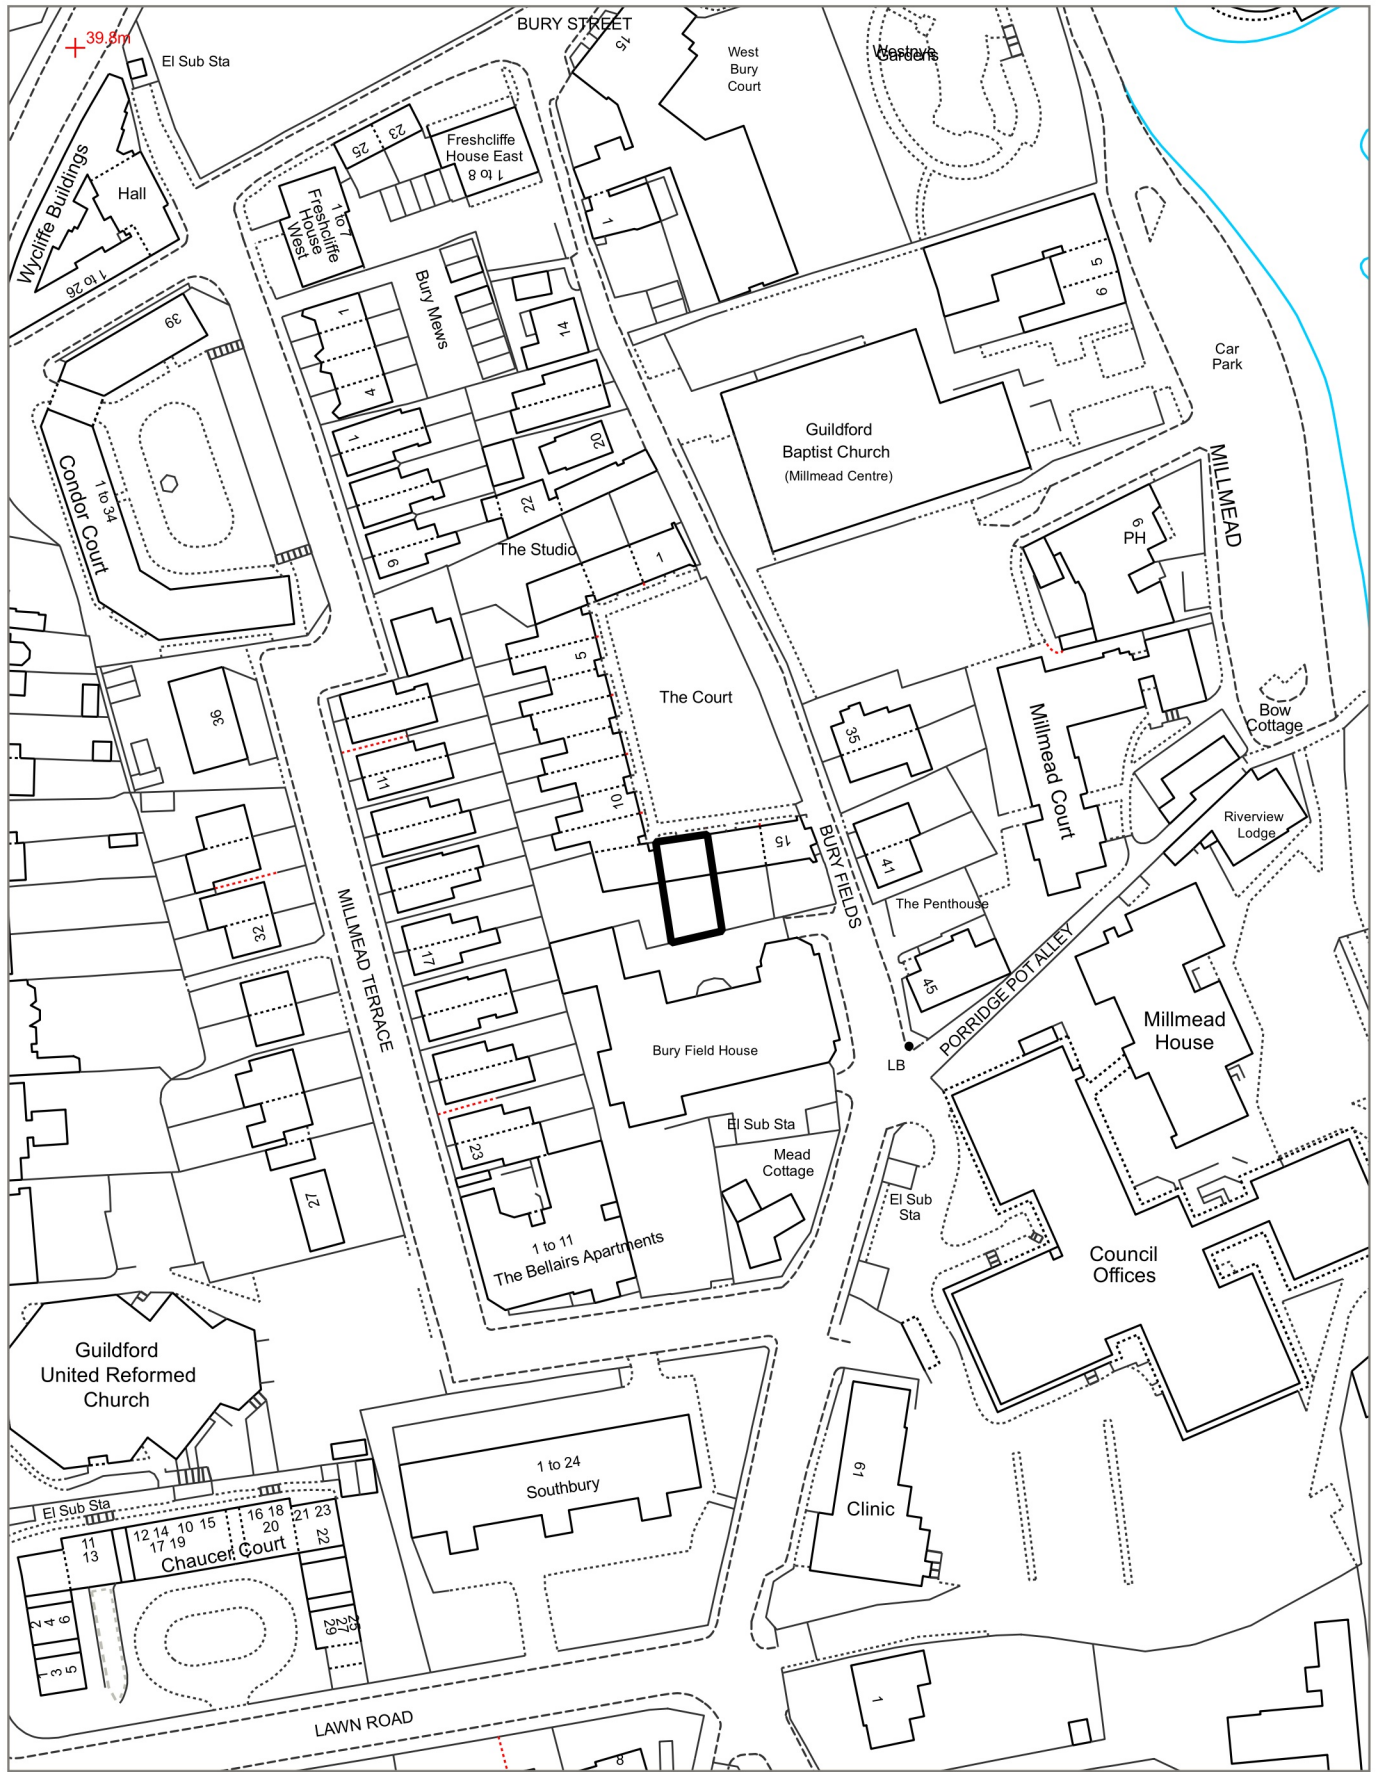 BURY STREET
39.8m
El Sub Sta
15
West
Bury
Court
Westnye
Gardens
Wycliffe Buildings
Hall
1 to 26
23
25
Freshcliffe
House East
1 to 8
1 to 7
Freshcliffe
House
West
1
5
6
Bury Mews
1
4
14
39
Car
Park
1
20
Guildford
Baptist Church
(Millmead Centre)
MILLMEAD
Condor Court
1 to 34
22
9
The Studio
1
6
PH
5
The Court
36
35
Millmead Court
Bow
Cottage
11
10
15
BURY FIELDS
41
Riverview
Lodge
The Penthouse
32
MILLMEAD TERRACE
17
45
PORRIDGE POT ALLEY
Millmead
House
Bury Field House
LB
El Sub Sta
23
Mead
Cottage
27
El Sub
Sta
1 to 11
The Bellairs Apartments
Council
Offices
Guildford
United Reformed
Church
1 to 24
Southbury
61
Clinic
El Sub Sta
11
13
12 14
10
15
17 19
16 18
20
21 23
22
Chaucer Court
2
4
6
1
3
5
29
27
25
1
LAWN ROAD
8